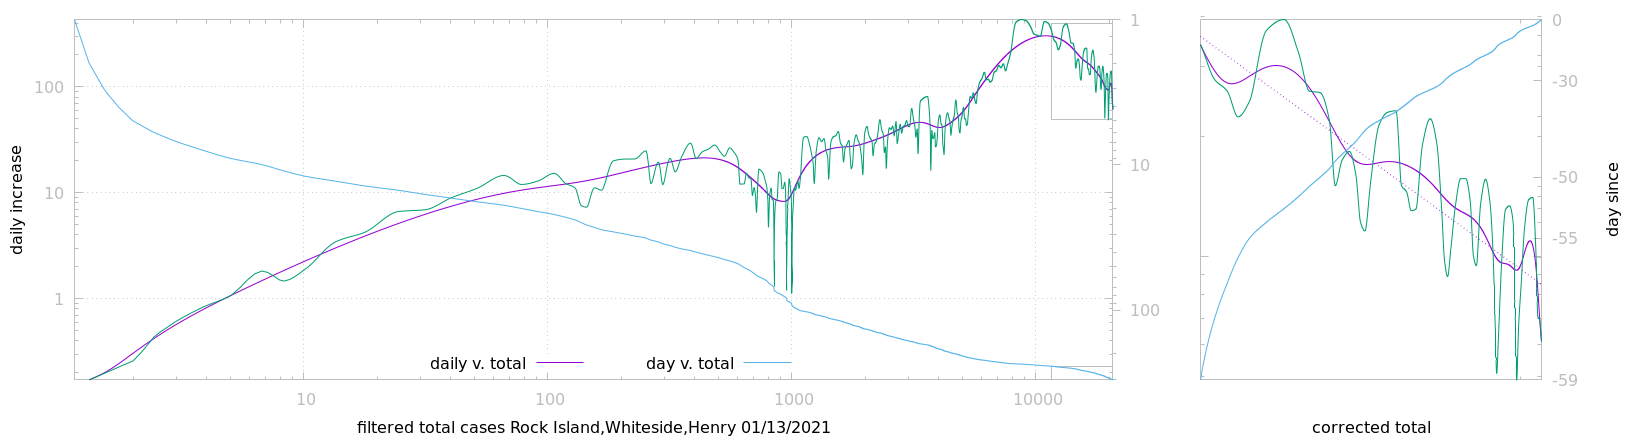 daily increase
100
10
1
daily v. total
day v. total
10
100
1000
10000
filtered total cases Rock Island,Whiteside,Henry 01/13/2021
1
10
100
0
-30
-50
-55
-59
day since
corrected total